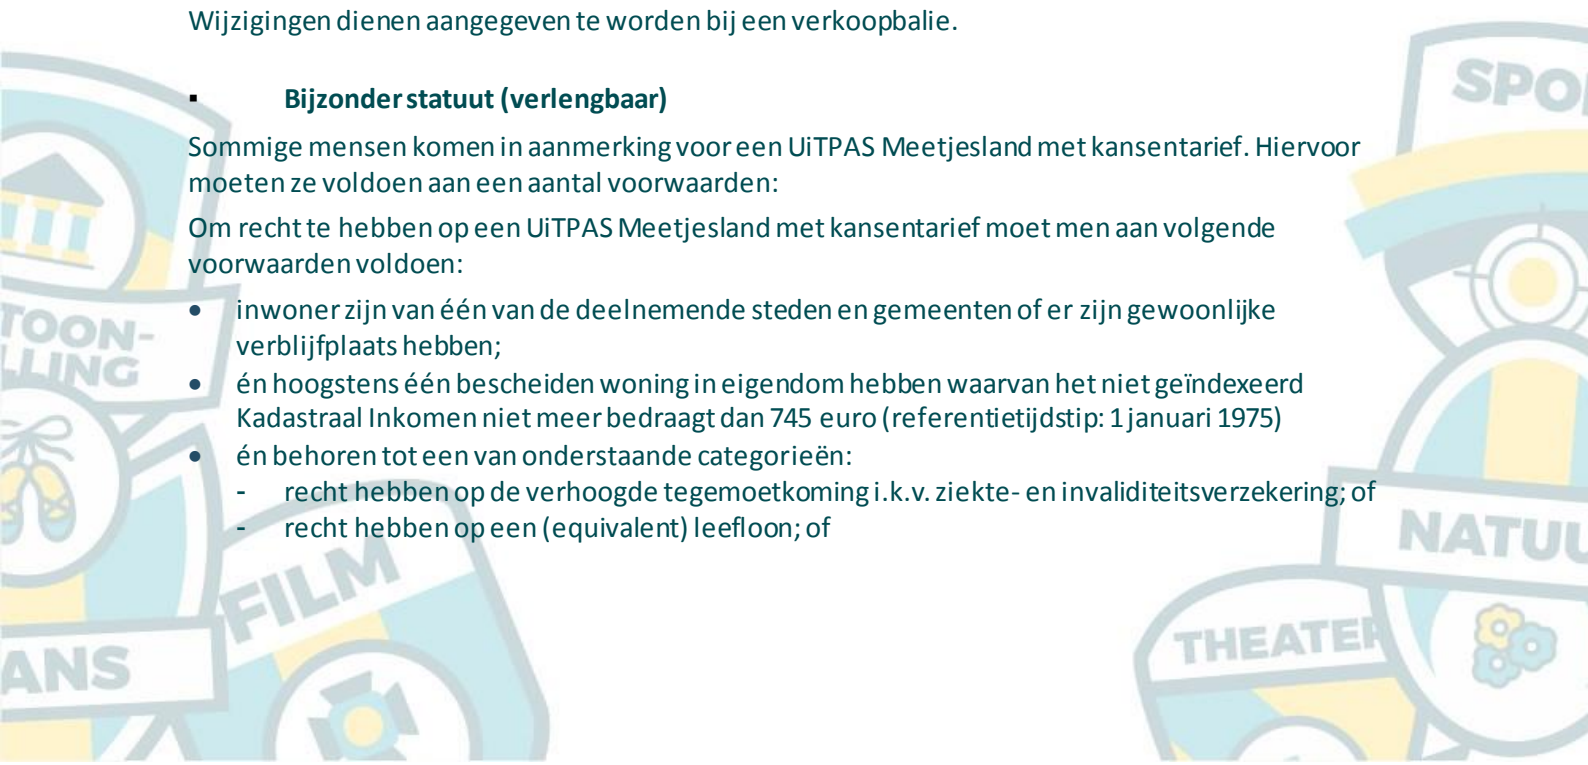 Wijzigingen dienen aangegeven te worden bij een verkoopbalie.
▪ Bijzonder statuut (verlengbaar)
Sommige mensen komen in aanmerking voor een UiTPAS Meetjesland met kansentarief. Hiervoor
moeten ze voldoen aan een aantal voorwaarden:
Om recht te hebben op een UiTPAS Meetjesland met kansentarief moet men aan volgende
voorwaarden voldoen:
• inwoner zijn van één van de deelnemende steden en gemeenten of er zijn gewoonlijke
verblijfplaats hebben;
• én hoogstens één bescheiden woning in eigendom hebben waarvan het niet geïndexeerd
Kadastraal Inkomen niet meer bedraagt dan 745 euro (referentietijdstip: 1 januari 1975)
• én behoren tot een van onderstaande categorieën:
- recht hebben op de verhoogde tegemoetkoming i.k.v. ziekte- en invaliditeitsverzekering; of
- recht hebben op een (equivalent) leefloon; of
TOON-
LLING
FILM
ANS
SPO
NATUU
THEATER